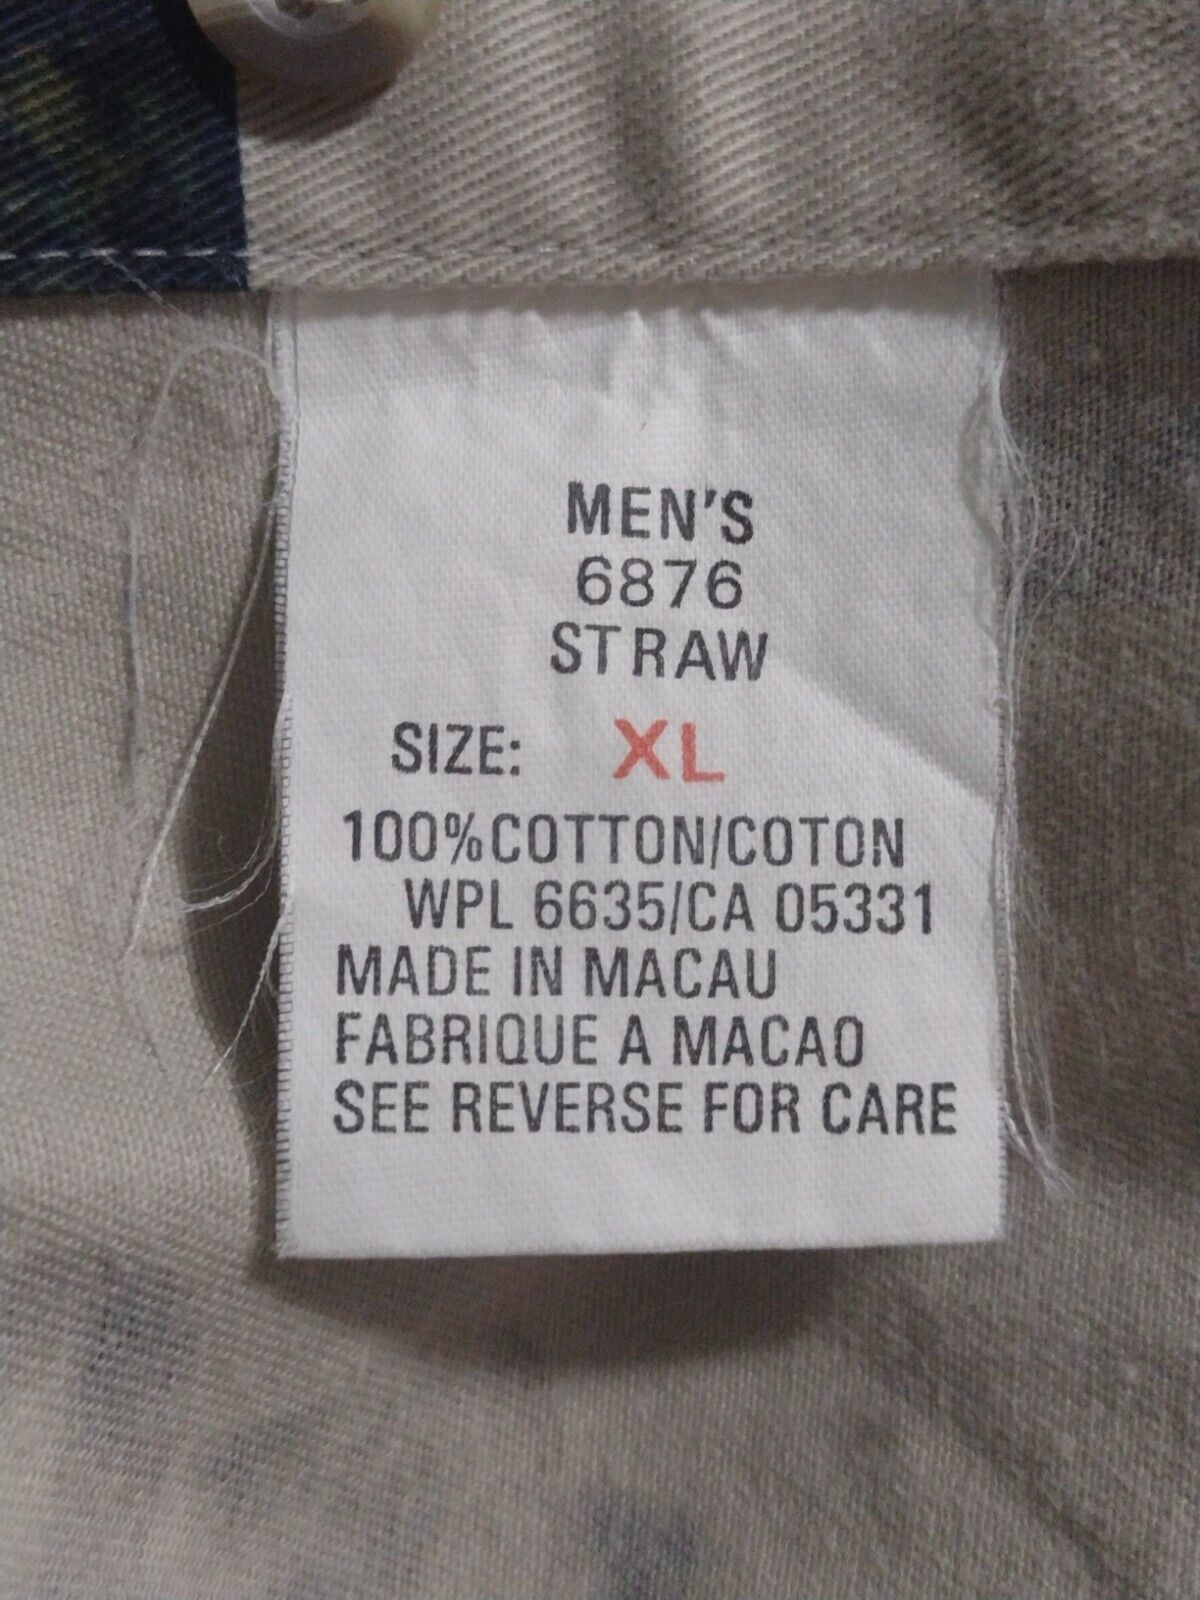 MEN'S
6876
STRAW
SIZE: XL
100%COTTON/COTON
WPL 6635/CA 05331
MADE IN MACAU
FABRIQUE A MACAO
SEE REVERSE FOR CARE